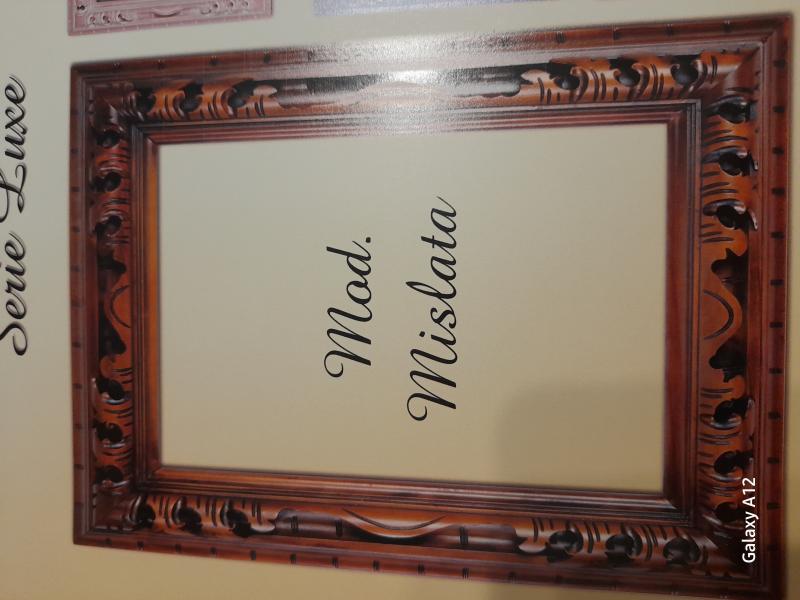 Serie Luxe
Mod.
Mislata
Galaxy A12